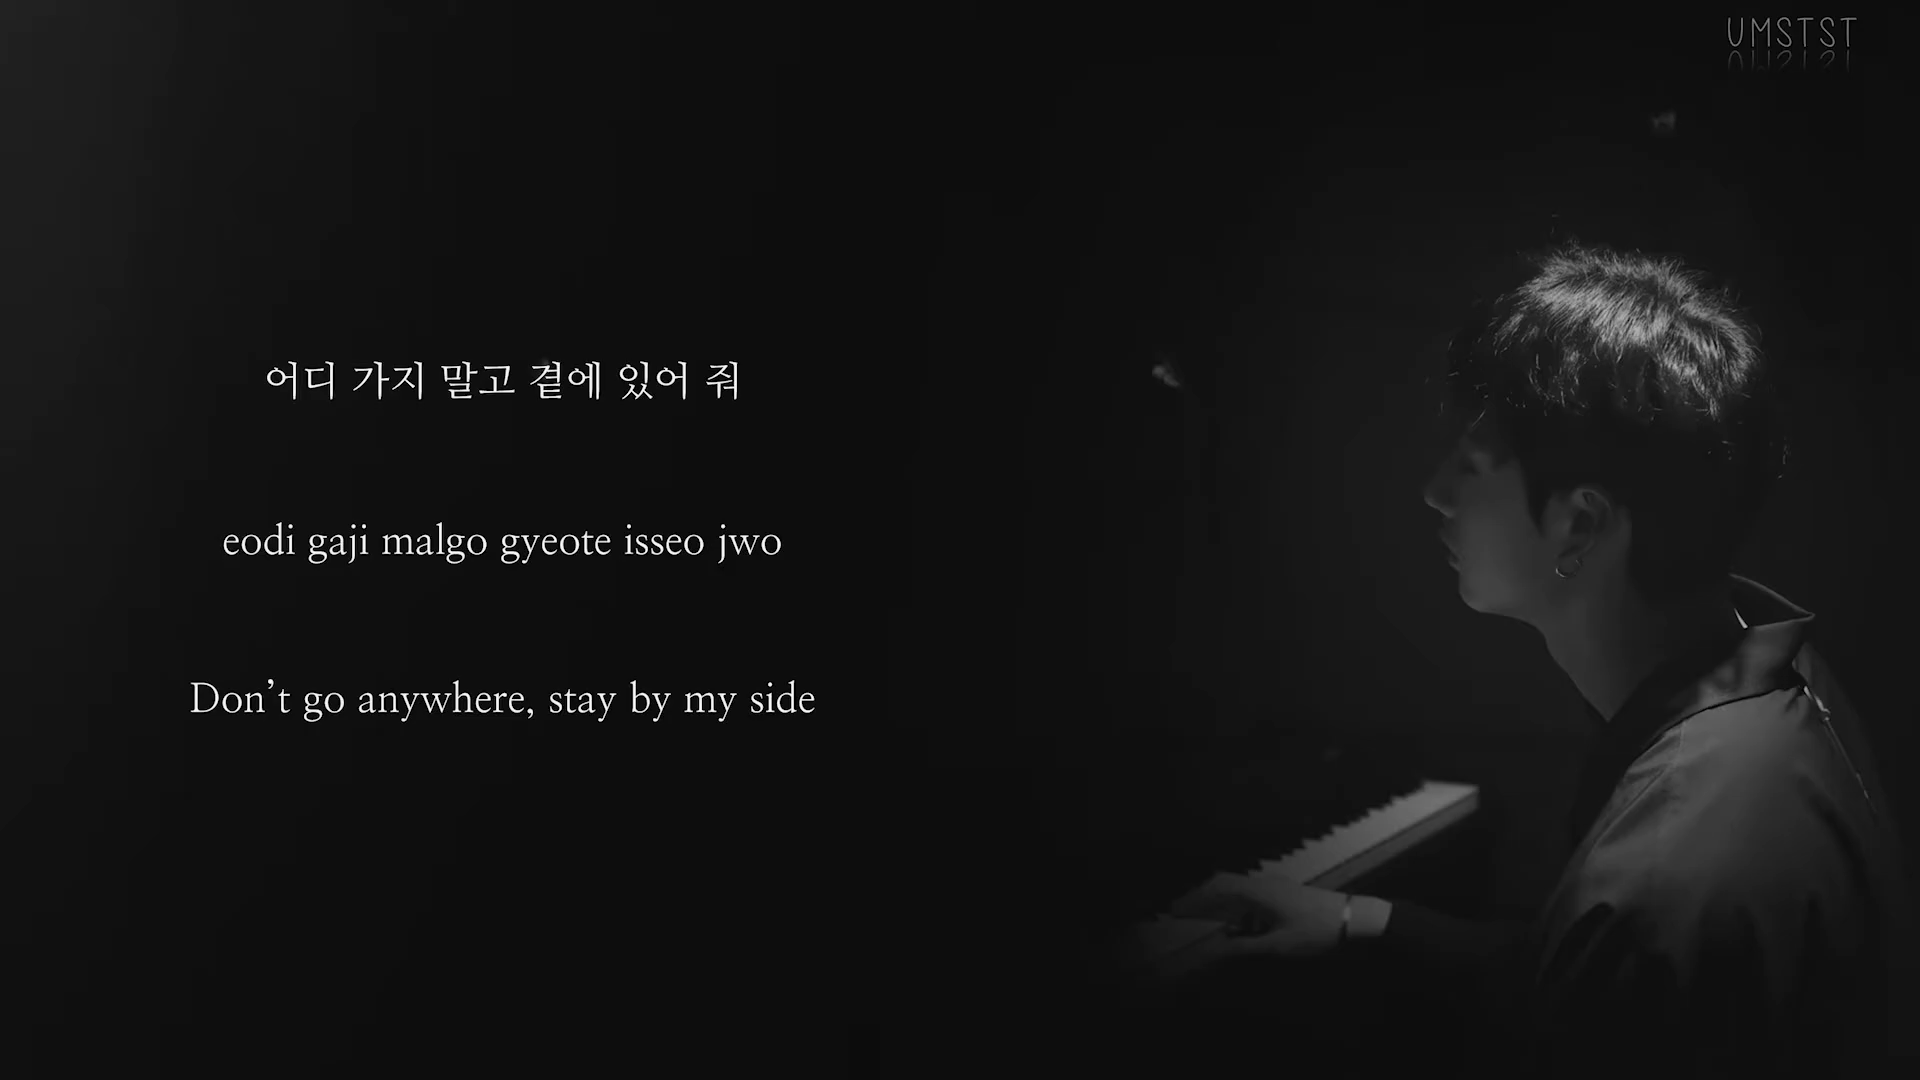 UMSTST
어디 가지 말고 곁에 있어 줘
eodi gaji malgo gyeote isseo jwo
Don’t go anywhere, stay by my side